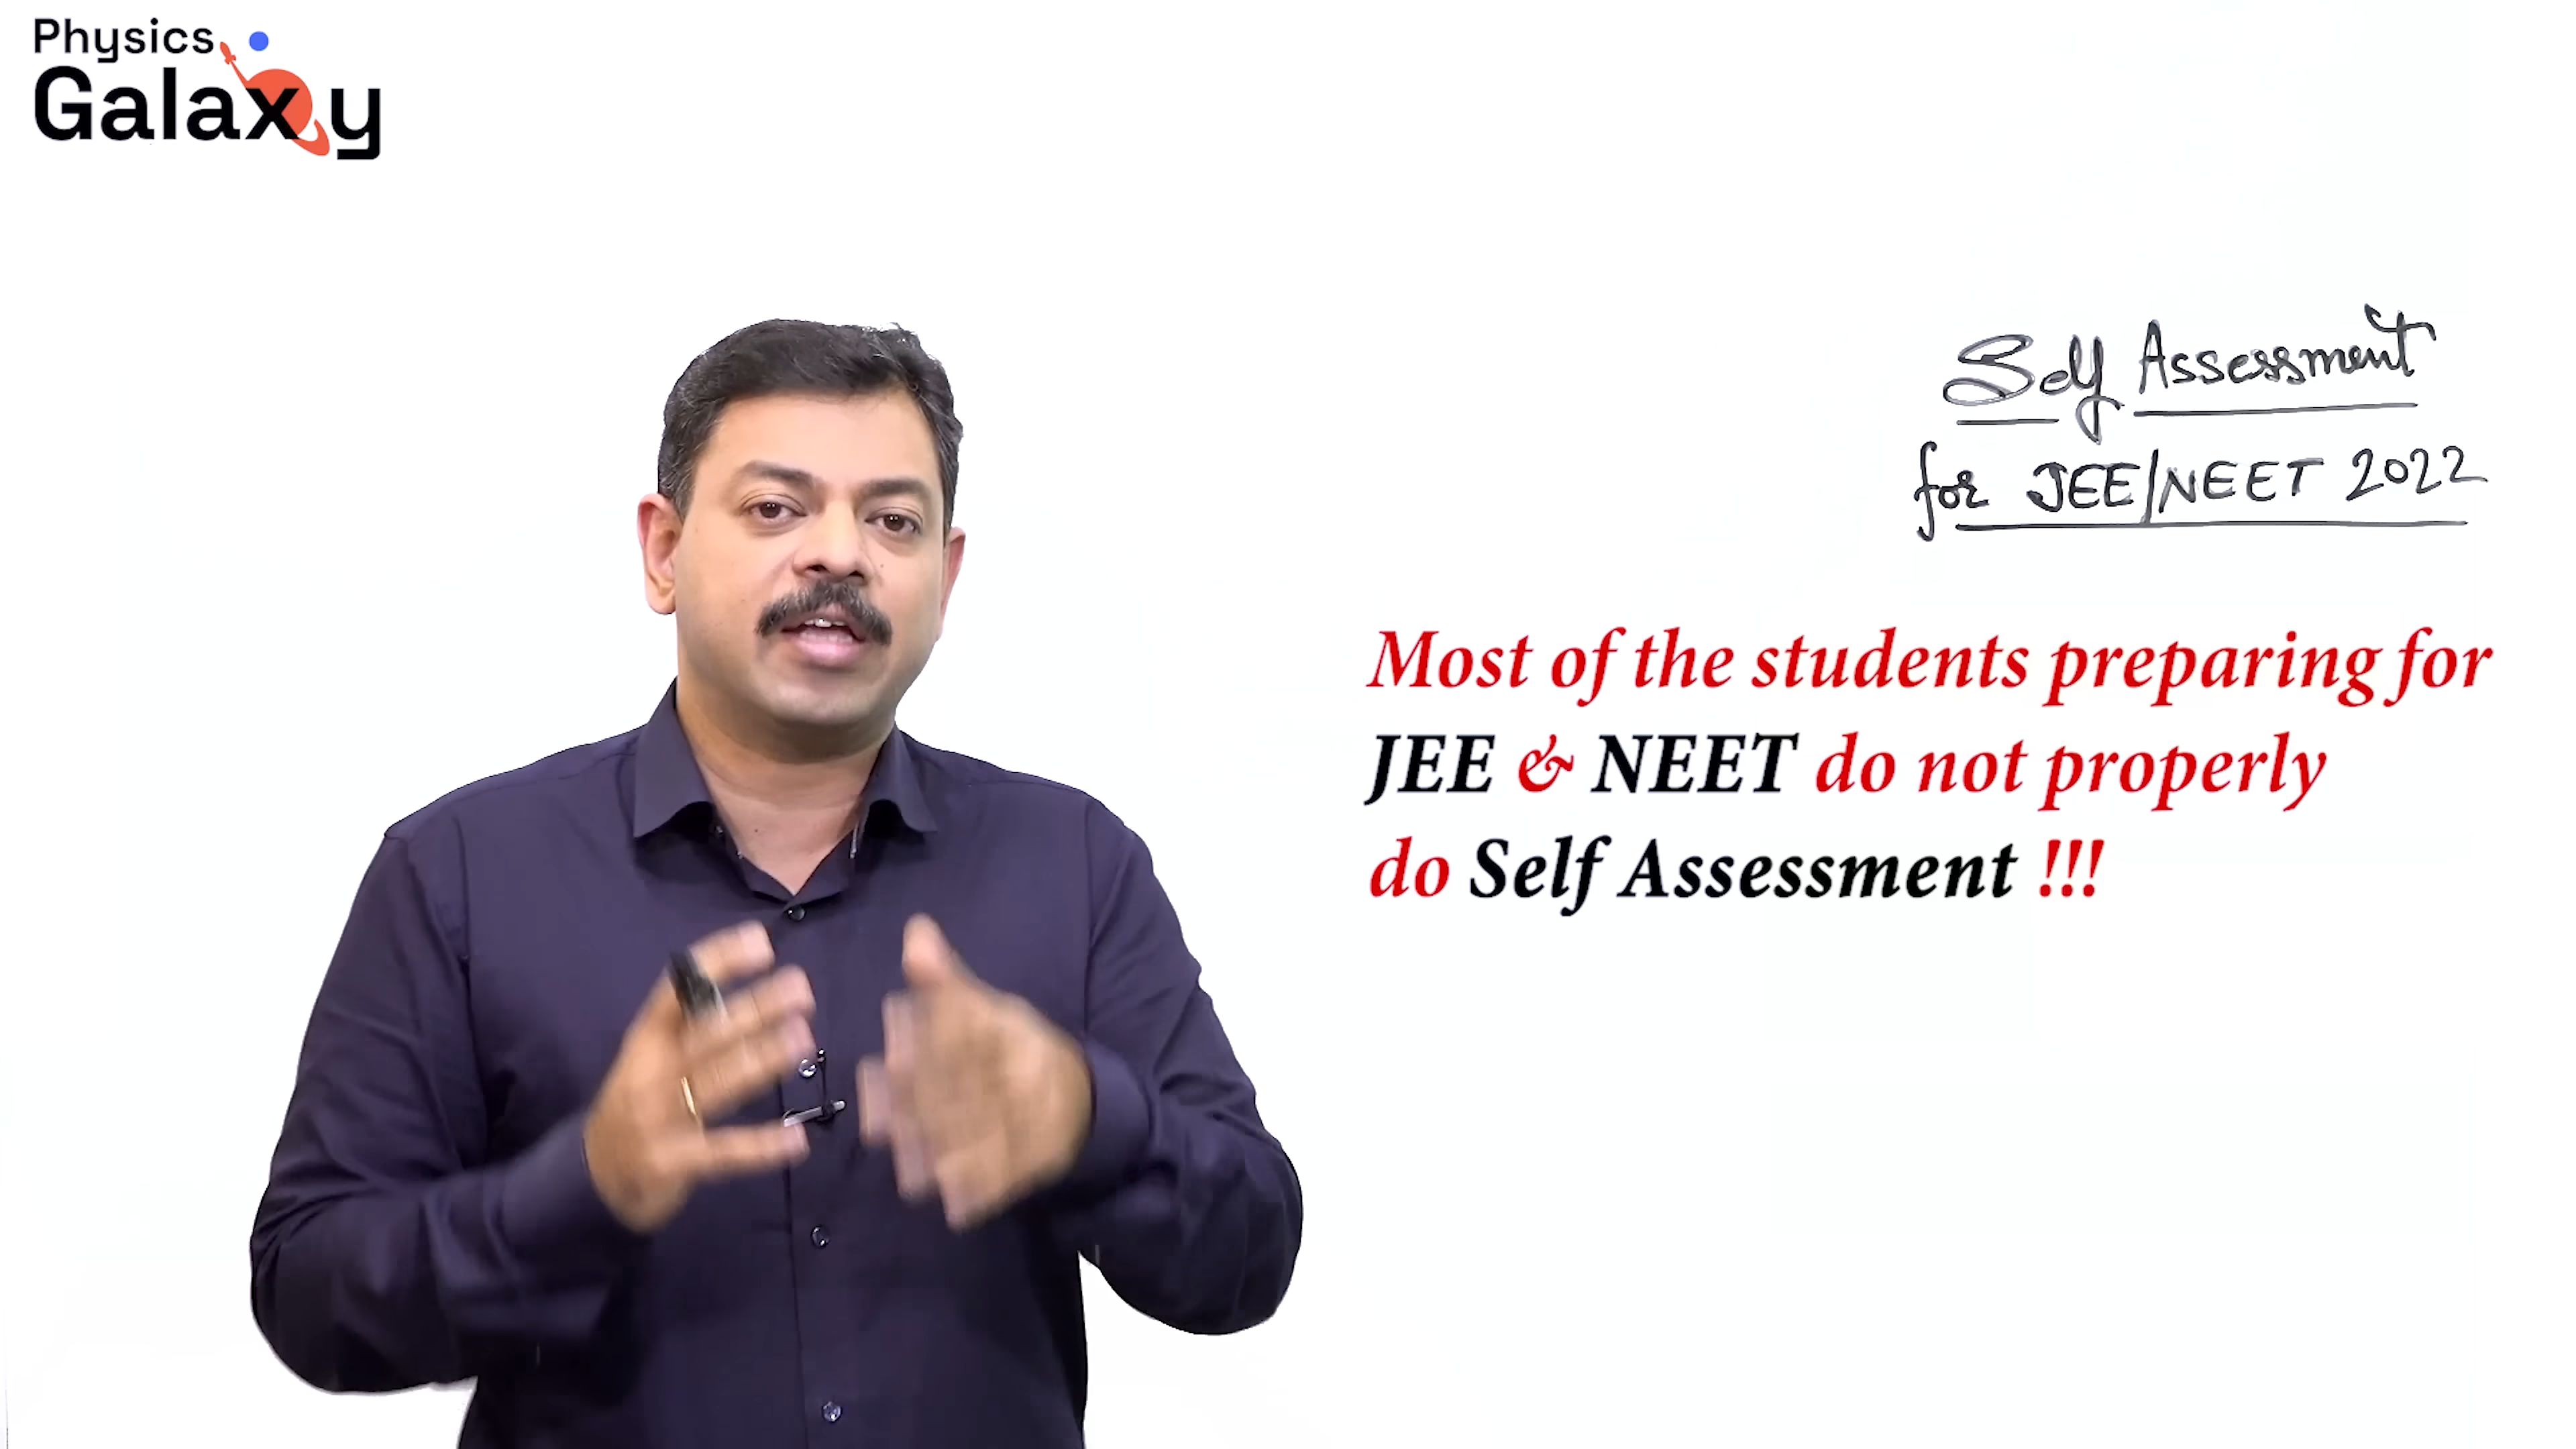 Physics
Galaxy
Self Assessment
for JEE/NEET 2022
Most of the students preparing for
JEE & NEET do not properly
do Self Assessment !!!